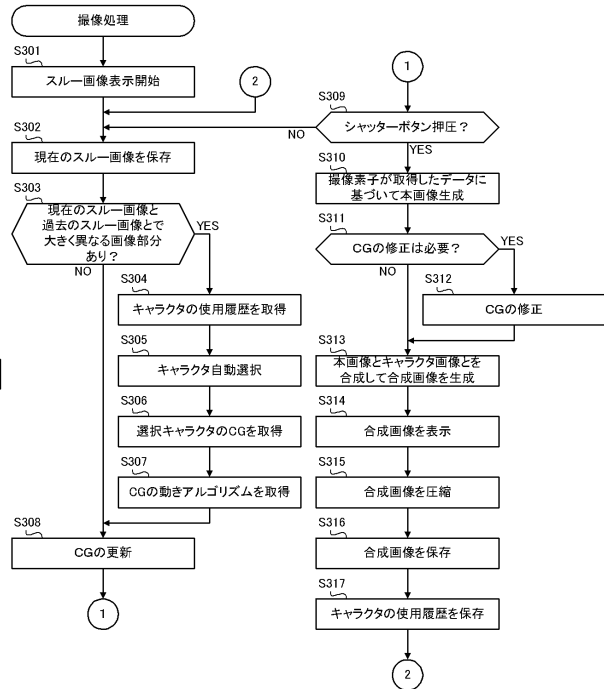 撮像処理
S301
スルー画像表示開始
2
S302
現在のスルー画像を保存
S303
現在のスルー画像と
過去のスルー画像とで
大きく異なる画像部分
あり？
YES
NO
S304
キャラクタの使用履歴を取得
S305
キャラクタ自動選択
S306
選択キャラクタのCGを取得
S307
CGの動きアルゴリズムを取得
S308
CGの更新
1
1
S309
シャッターボタン押圧？
NO
YES
S310
撮像素子が取得したデータに
基づいて本画像生成
S311
CGの修正は必要？
YES
NO
S312
CGの修正
S313
本画像とキャラクタ画像とを
合成して合成画像を生成
S314
合成画像を表示
S315
合成画像を圧縮
S316
合成画像を保存
S317
キャラクタの使用履歴を保存
2